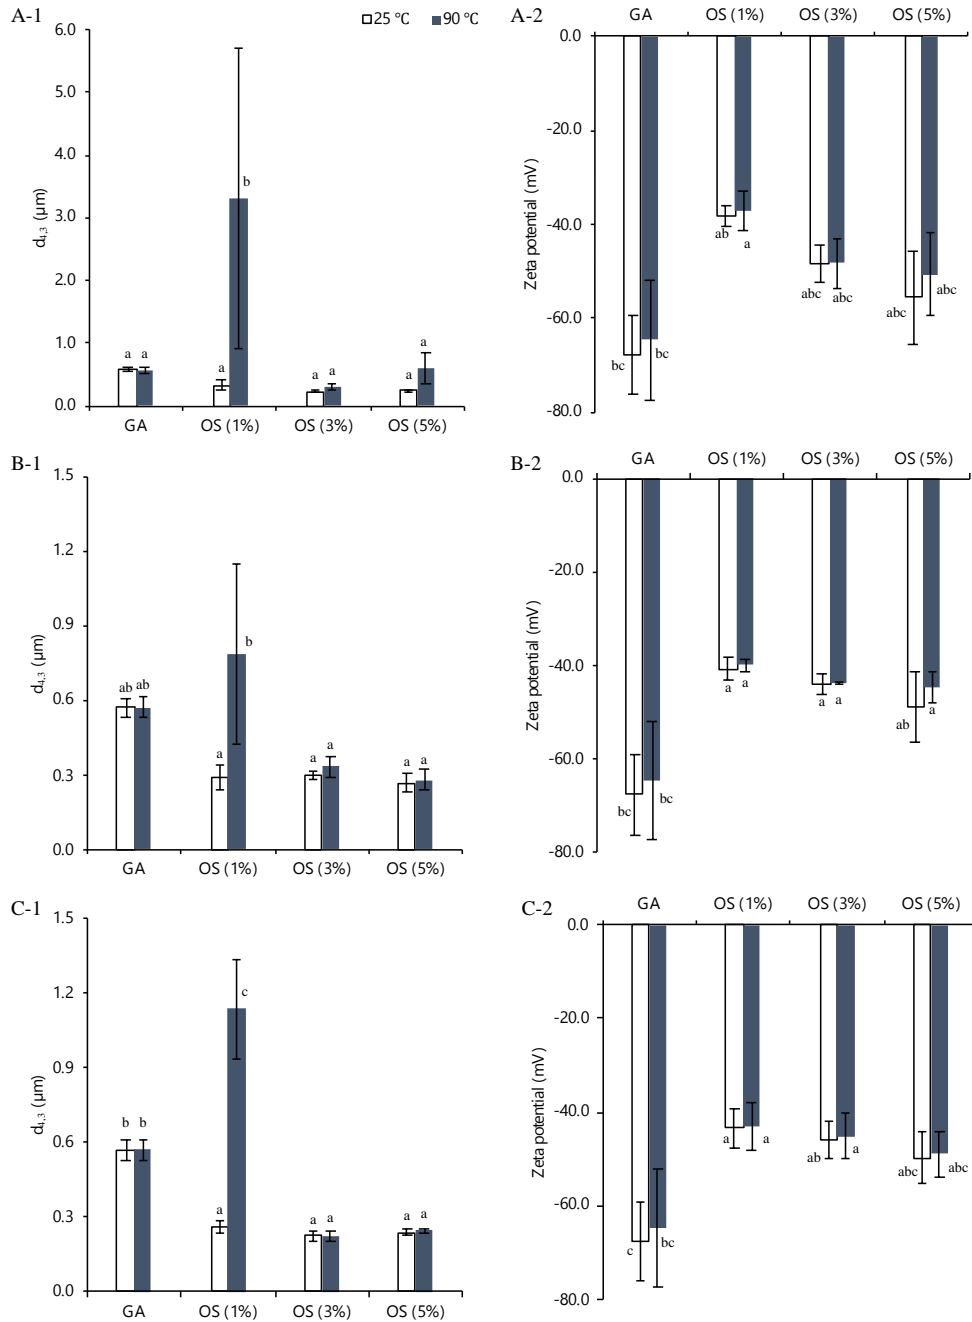 A-1
25 ℃ 90 ℃
6.0
5.0
4.0
3.0
2.0
1.0
0.0
d4,3 (μm)
a a
a
b
a a
a
a
GA OS (1%) OS (3%) OS (5%)
A-2
GA OS (1%) OS (3%) OS (5%)
0.0
-20.0
-40.0
-60.0
-80.0
Zeta potential (mV)
bc bc
ab a
abc abc
abc abc
B-1
1.5
1.2
0.9
0.6
0.3
0.0
d4,3 (μm)
ab ab
a
b
a a
a a
GA OS (1%) OS (3%) OS (5%)
B-2
GA OS (1%) OS (3%) OS (5%)
0.0
-20.0
-40.0
-60.0
-80.0
Zeta potential (mV)
bc bc
a a
a a
ab a
C-1
1.5
1.2
0.9
0.6
0.3
0.0
d4,3 (μm)
b b
a
c
a a
a a
GA OS (1%) OS (3%) OS (5%)
C-2
GA OS (1%) OS (3%) OS (5%)
0.0
-20.0
-40.0
-60.0
-80.0
Zeta potential (mV)
c bc
a a
ab a
abc abc